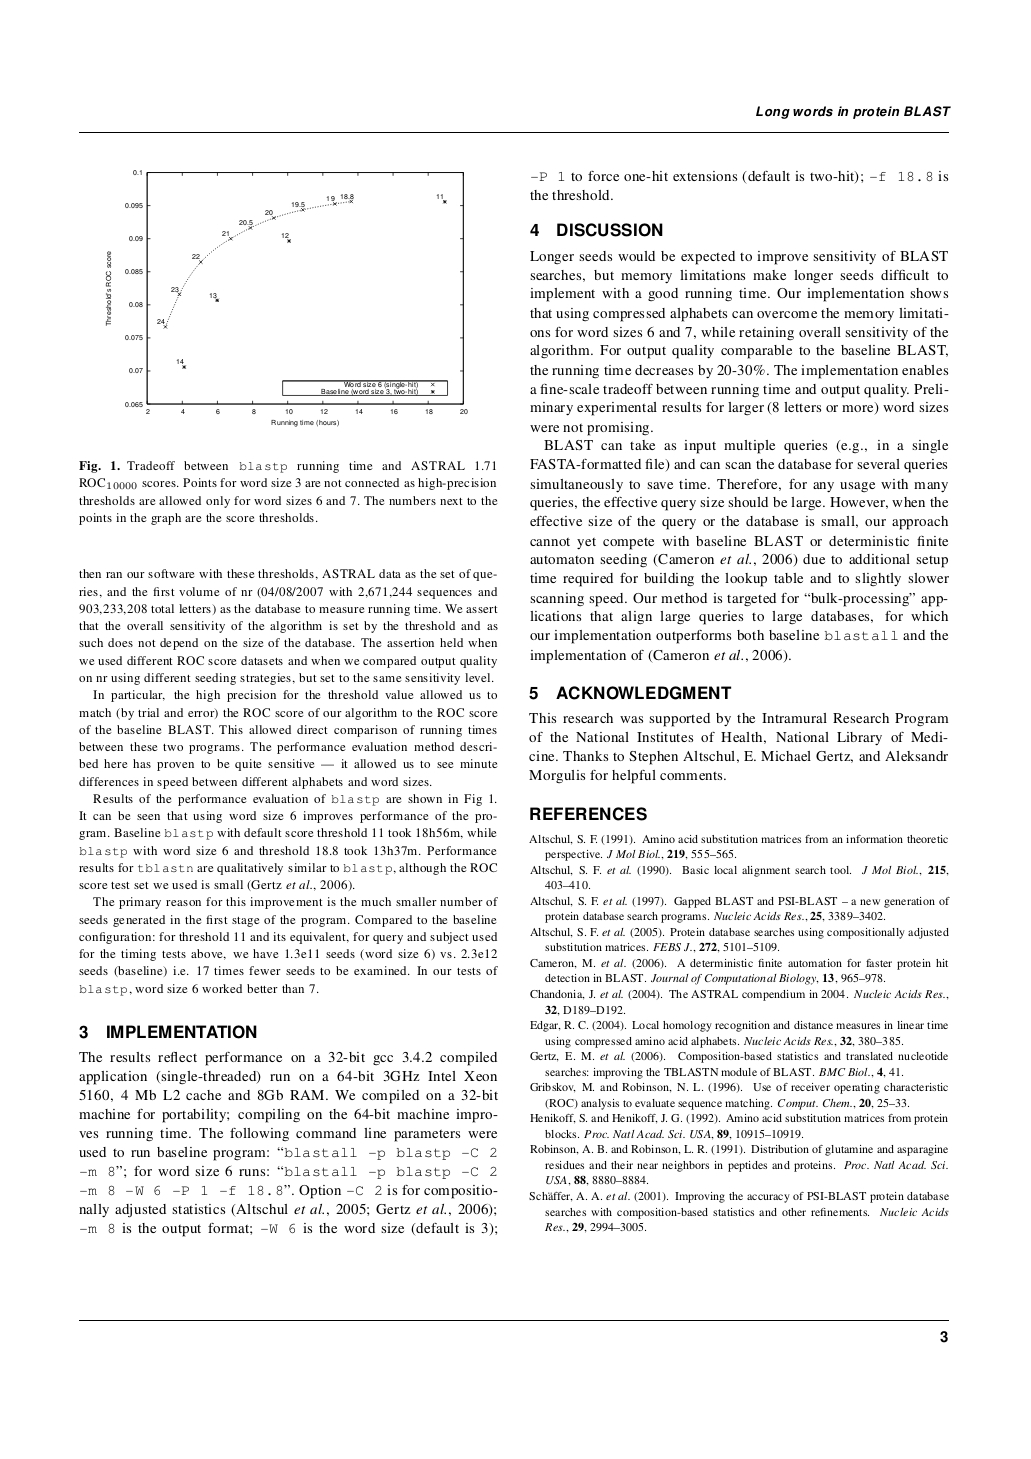 Long words in protein BLAST
0.1
0.095
0.09
0.085
0.08
0.075
0.07
0.065
Threshold's ROC score
24
23
22
21
20.5
20
19.5
19
18.8
11
12
13
14
Word size 6 (single-hit)
Baseline (word size 3, two-hit)
2 4 6 8 10 12 14 16 18 20
Running time (hours)
Fig. 1. Tradeoff between blastp running time and ASTRAL 1.71
ROC10000 scores. Points for word size 3 are not connected as high-precision
thresholds are allowed only for word sizes 6 and 7. The numbers next to the
points in the graph are the score thresholds.
then ran our software with these thresholds, ASTRAL data as the set of que-
ries, and the first volume of nr (04/08/2007 with 2,671,244 sequences and
903,233,208 total letters) as the database to measure running time. We assert
that the overall sensitivity of the algorithm is set by the threshold and as
such does not depend on the size of the database. The assertion held when
we used different ROC score datasets and when we compared output quality
on nr using different seeding strategies, but set to the same sensitivity level.
In particular, the high precision for the threshold value allowed us to
match (by trial and error) the ROC score of our algorithm to the ROC score
of the baseline BLAST. This allowed direct comparison of running times
between these two programs. The performance evaluation method descri-
bed here has proven to be quite sensitive — it allowed us to see minute
differences in speed between different alphabets and word sizes.
Results of the performance evaluation of blastp are shown in Fig 1.
It can be seen that using word size 6 improves performance of the pro-
gram. Baseline blastp with default score threshold 11 took 18h56m, while
blastp with word size 6 and threshold 18.8 took 13h37m. Performance
results for tblastn are qualitatively similar to blastp, although the ROC
score test set we used is small (Gertz et al., 2006).
The primary reason for this improvement is the much smaller number of
seeds generated in the first stage of the program. Compared to the baseline
configuration: for threshold 11 and its equivalent, for query and subject used
for the timing tests above, we have 1.3e11 seeds (word size 6) vs. 2.3e12
seeds (baseline) i.e. 17 times fewer seeds to be examined. In our tests of
blastp, word size 6 worked better than 7.
3 IMPLEMENTATION
The results reflect performance on a 32-bit gcc 3.4.2 compiled
application (single-threaded) run on a 64-bit 3GHz Intel Xeon
5160, 4 Mb L2 cache and 8Gb RAM. We compiled on a 32-bit
machine for portability; compiling on the 64-bit machine impro-
ves running time. The following command line parameters were
used to run baseline program: “blastall -p blastp -C 2
-m 8”; for word size 6 runs: “blastall -p blastp -C 2
-m 8 -W 6 -P 1 -f 18.8”. Option -C 2 is for compositio-
nally adjusted statistics (Altschul et al., 2005; Gertz et al., 2006);
-m 8 is the output format; -W 6 is the word size (default is 3);
-P 1 to force one-hit extensions (default is two-hit); -f 18.8 is
the threshold.
4 DISCUSSION
Longer seeds would be expected to improve sensitivity of BLAST
searches, but memory limitations make longer seeds difficult to
implement with a good running time. Our implementation shows
that using compressed alphabets can overcome the memory limitati-
ons for word sizes 6 and 7, while retaining overall sensitivity of the
algorithm. For output quality comparable to the baseline BLAST,
the running time decreases by 20-30%. The implementation enables
a fine-scale tradeoff between running time and output quality. Preli-
minary experimental results for larger (8 letters or more) word sizes
were not promising.
BLAST can take as input multiple queries (e.g., in a single
FASTA-formatted file) and can scan the database for several queries
simultaneously to save time. Therefore, for any usage with many
queries, the effective query size should be large. However, when the
effective size of the query or the database is small, our approach
cannot yet compete with baseline BLAST or deterministic finite
automaton seeding (Cameron et al., 2006) due to additional setup
time required for building the lookup table and to slightly slower
scanning speed. Our method is targeted for “bulk-processing” app-
lications that align large queries to large databases, for which
our implementation outperforms both baseline blastall and the
implementation of (Cameron et al., 2006).
5 ACKNOWLEDGMENT
This research was supported by the Intramural Research Program
of the National Institutes of Health, National Library of Medi-
cine. Thanks to Stephen Altschul, E. Michael Gertz, and Aleksandr
Morgulis for helpful comments.
REFERENCES
Altschul, S. F. (1991). Amino acid substitution matrices from an information theoretic
perspective. J Mol Biol., 219, 555–565.
Altschul, S. F. et al. (1990). Basic local alignment search tool. J Mol Biol., 215,
403–410.
Altschul, S. F. et al. (1997). Gapped BLAST and PSI-BLAST – a new generation of
protein database search programs. Nucleic Acids Res., 25, 3389–3402.
Altschul, S. F. et al. (2005). Protein database searches using compositionally adjusted
substitution matrices. FEBS J., 272, 5101–5109.
Cameron, M. et al. (2006). A deterministic finite automaton for faster protein hit
detection in BLAST. Journal of Computational Biology, 13, 965–978.
Chandonia, J. et al. (2004). The ASTRAL compendium in 2004. Nucleic Acids Res.,
32, D189–D192.
Edgar, R. C. (2004). Local homology recognition and distance measures in linear time
using compressed amino acid alphabets. Nucleic Acids Res., 32, 380–385.
Gertz, E. M. et al. (2006). Composition-based statistics and translated nucleotide
searches: improving the TBLASTN module of BLAST. BMC Biol., 4, 41.
Gribskov, M. and Robinson, N. L. (1996). Use of receiver operating characteristic
(ROC) analysis to evaluate sequence matching. Comput. Chem., 20, 25–33.
Henikoff, S. and Henikoff, J. G. (1992). Amino acid substitution matrices from protein
blocks. Proc. Natl Acad. Sci. USA, 89, 10915–10919.
Robinson, A. B. and Robinson, L. R. (1991). Distribution of glutamine and asparagine
residues and their near neighbors in peptides and proteins. Proc. Natl Acad. Sci.
USA, 88, 8880–8884.
Schäffer, A. A. et al. (2001). Improving the accuracy of PSI-BLAST protein database
searches with composition-based statistics and other refinements. Nucleic Acids
Res., 29, 2994–3005.
3